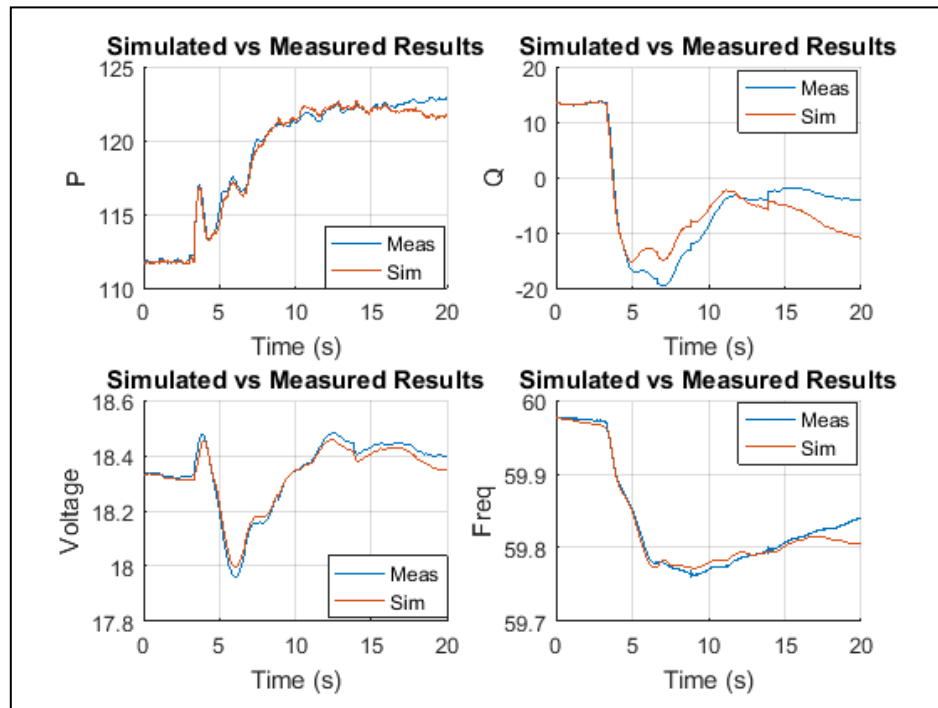 Simulated vs Measured Results
125
120
115
110
P
0 5 10 15 20
Time (s)
Meas
Sim
Simulated vs Measured Results
20
10
0
-10
-20
Q
0 5 10 15 20
Time (s)
Meas
Sim
Simulated vs Measured Results
18.6
18.4
18.2
18
17.8
Voltage
0 5 10 15 20
Time (s)
Meas
Sim
Simulated vs Measured Results
60
59.9
59.8
59.7
Freq
0 5 10 15 20
Time (s)
Meas
Sim